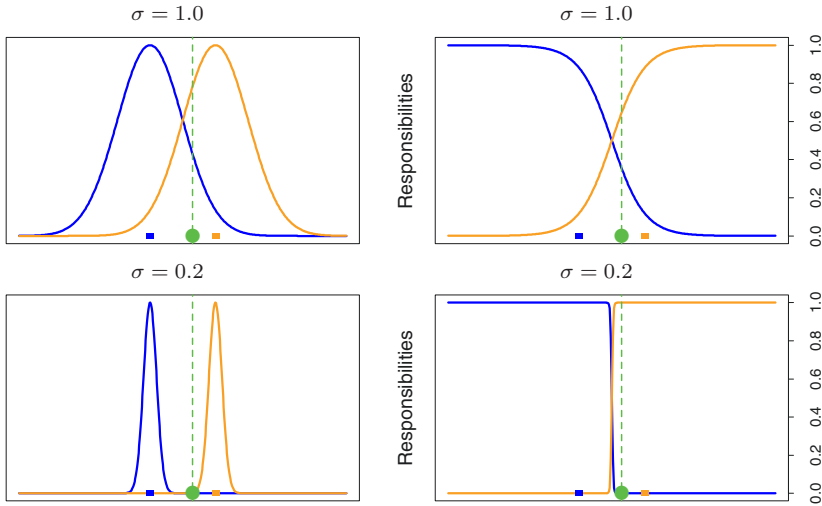 σ = 1.0
σ = 1.0
Responsibilities
0.0 0.2 0.4 0.6 0.8 1.0
σ = 0.2
σ = 0.2
Responsibilities
0.0 0.2 0.4 0.6 0.8 1.0